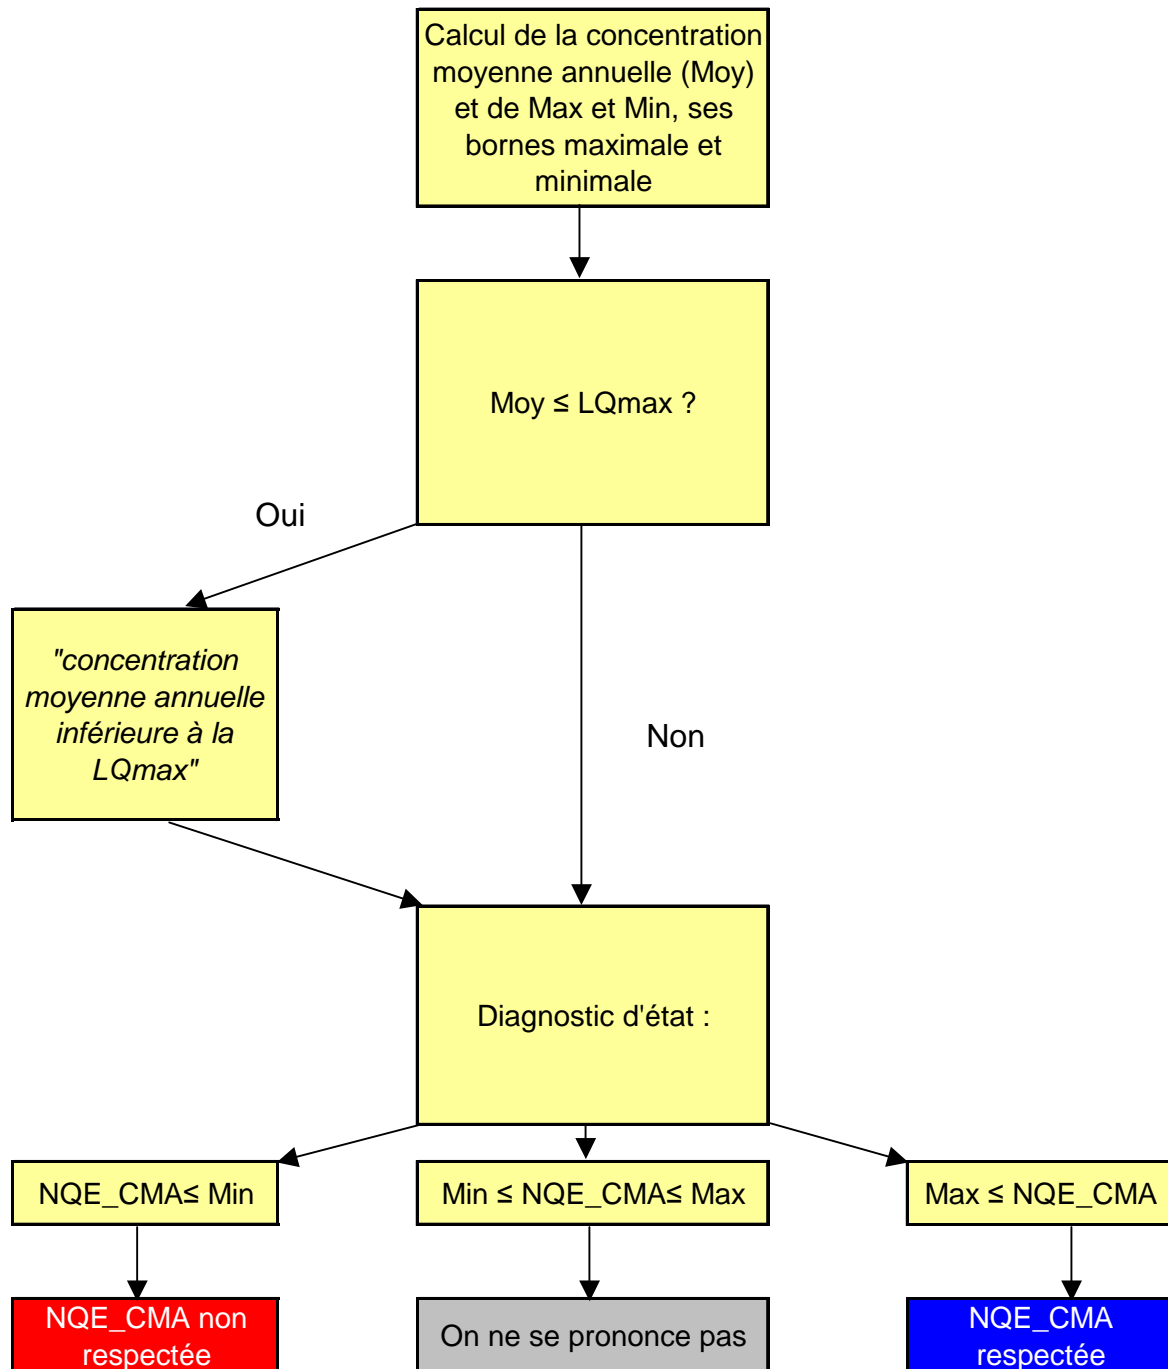 Calcul de la concentration
moyenne annuelle (Moy)
et de Max et Min, ses
bornes maximale et
minimale
Moy ≤ LQmax ?
Oui
"concentration
moyenne annuelle
inférieure à la
LQmax"
Non
Diagnostic d'état :
NQE_CMA≤ Min
Min ≤ NQE_CMA≤ Max
Max ≤ NQE_CMA
NQE_CMA non
respectée
On ne se prononce pas
NQE_CMA
respectée